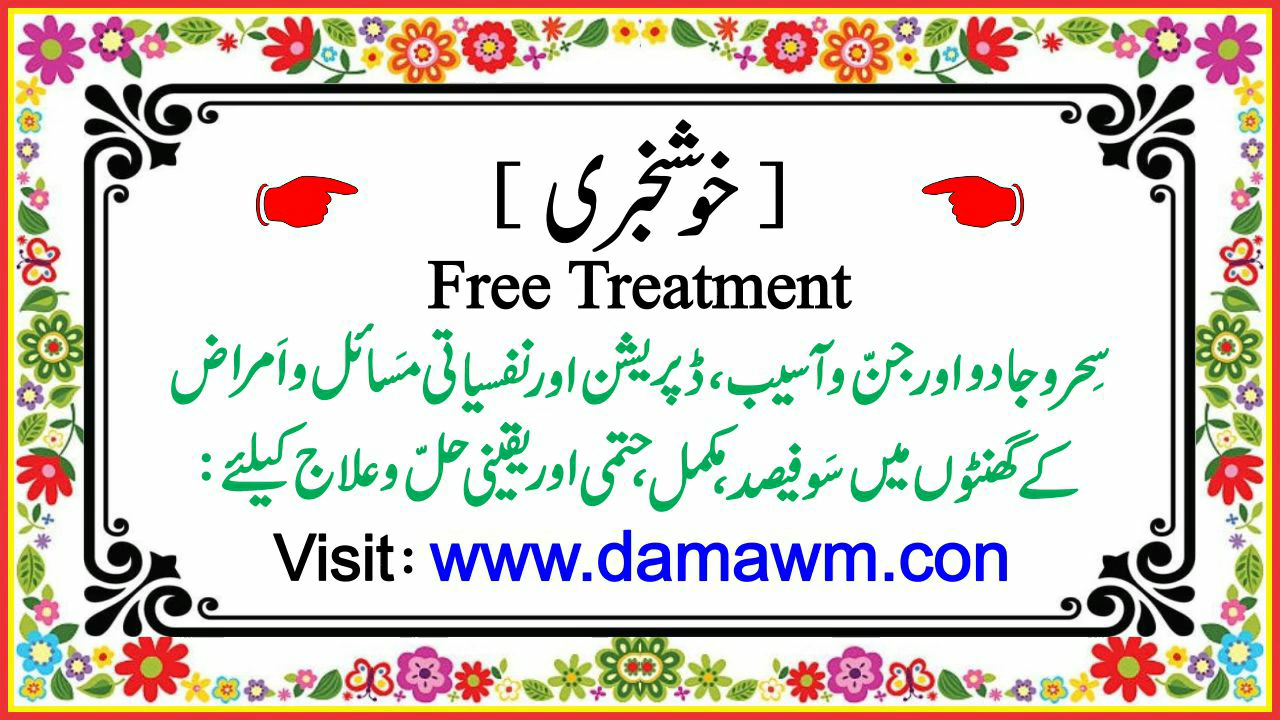 [ خوشخبری ]
Free Treatment
سِحر و جادو اور جنّ و آسیب، ڈپریشن اور نفسیاتی مَسائل و اَمراض
کے گھنٹوں میں سَو فیصد، مکمل، حتمی اور یقینی حلّ و علاج کیلئے :
Visit: www.damawm.con